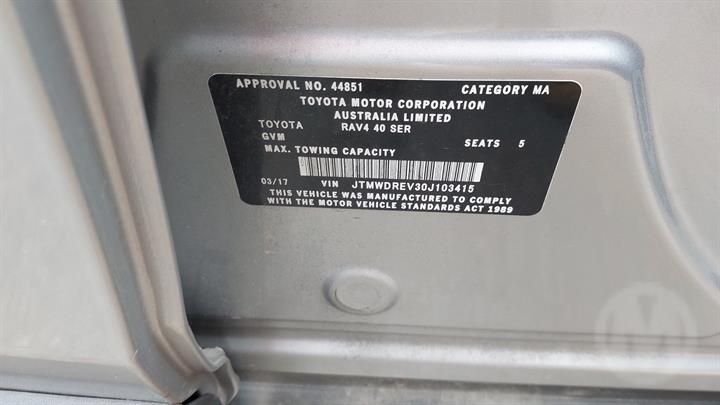 APPROVAL NO. 44851 CATEGORY MA
TOYOTA MOTOR CORPORATION
AUSTRALIA LIMITED
TOYOTA RAV4 40 SER
GVM SEATS 5
MAX. TOWING CAPACITY
03/17 VIN JTMWDREV30J103415
THIS VEHICLE WAS MANUFACTURED TO COMPLY
WITH THE MOTOR VEHICLE STANDARDS ACT 1989
M